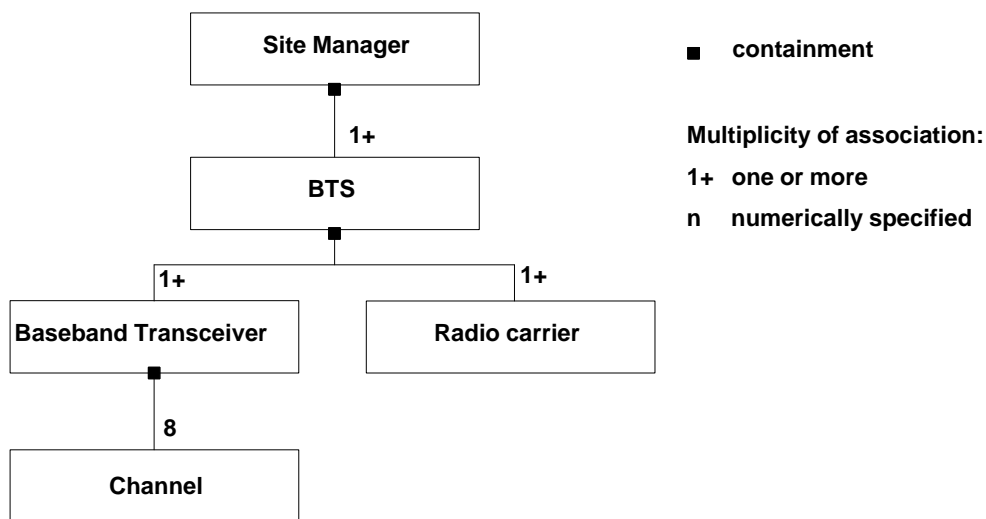 Site Manager
containment
1+
Multiplicity of association:
1+ one or more
BTS
n numerically specified
1+
1+
Baseband Transceiver
Radio carrier
8
Channel